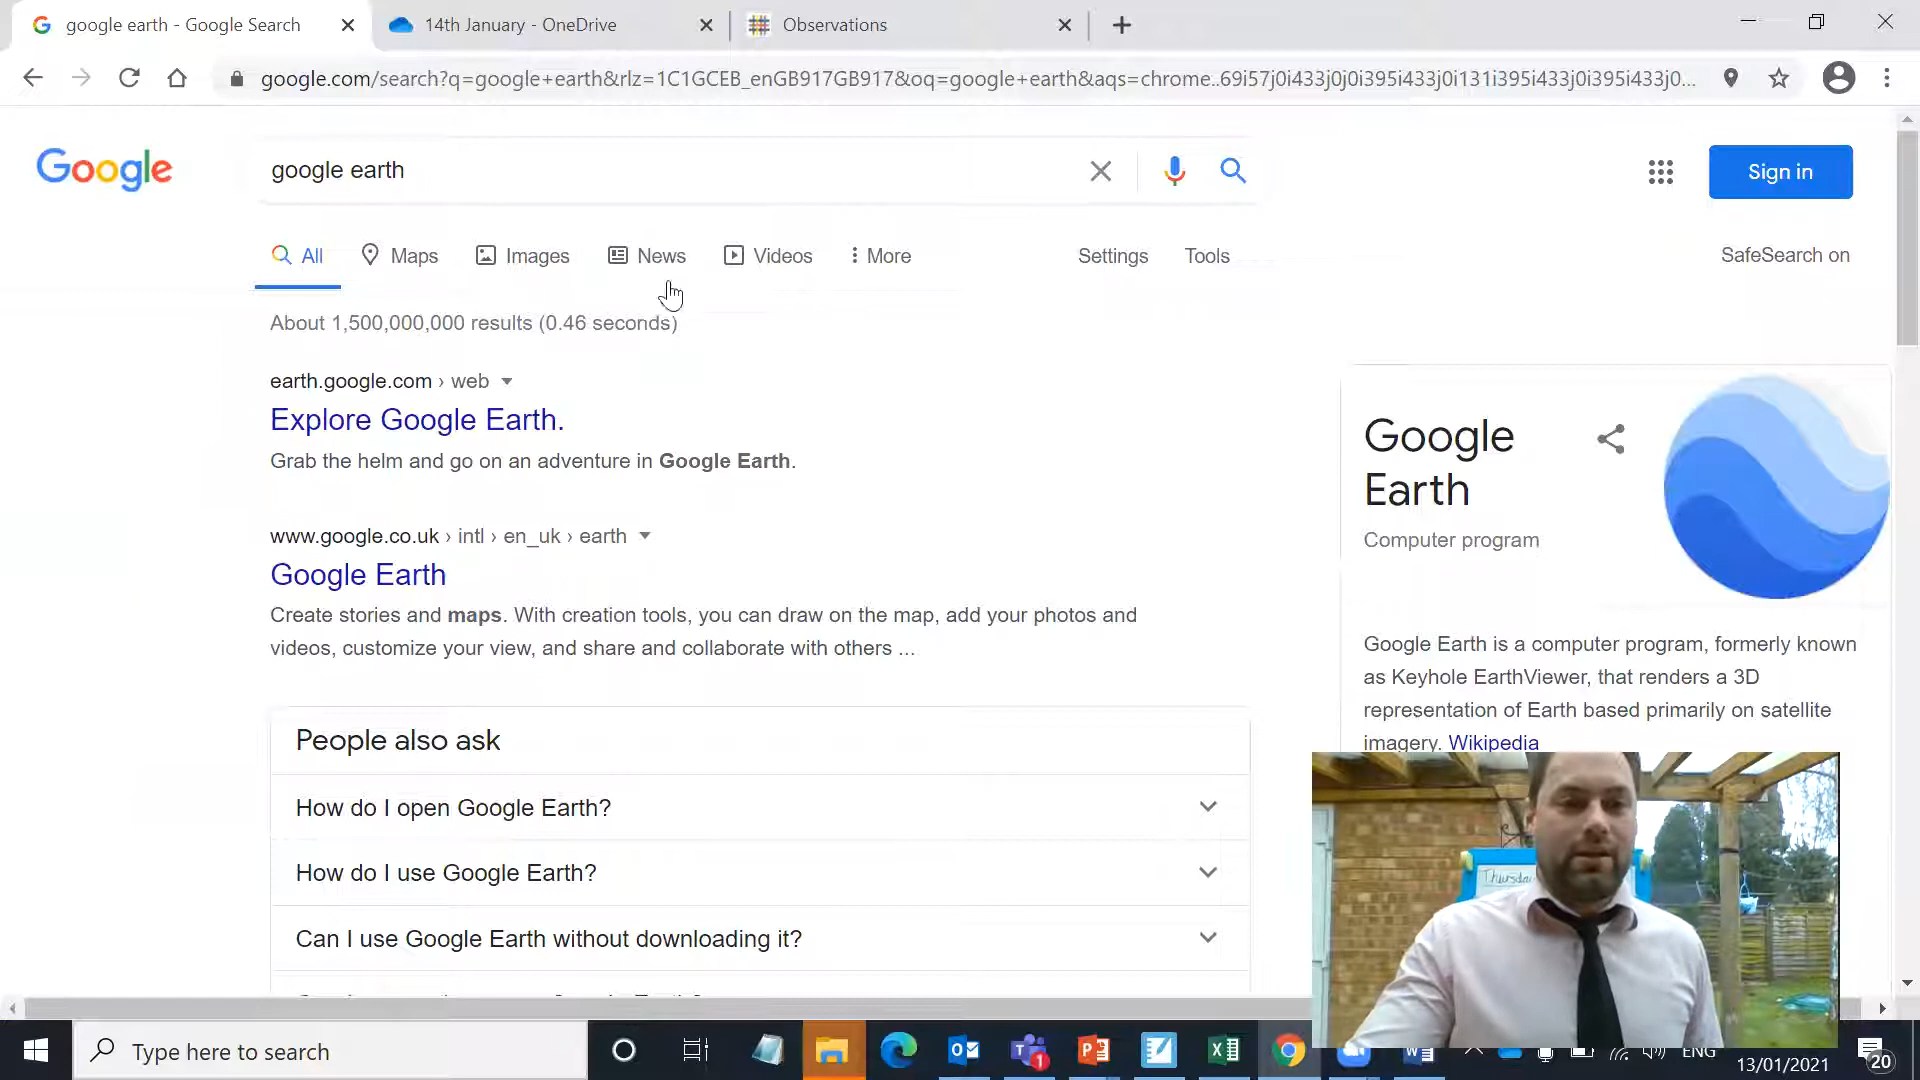 google earth - Google Search
14th January - OneDrive
Observations
google.com/search?q=google+earth&rlz=1C1GCEB_enGB917GB917&oq=google+earth&aqs=chrome..69i57j0i433j0j0i395i433j0i131i395i433j0i395i433j0...
Google
google earth
Sign in
All
Maps
Images
News
Videos
More
Settings
Tools
SafeSearch on
About 1,500,000,000 results (0.46 seconds)
earth.google.com › web
Explore Google Earth.
Grab the helm and go on an adventure in Google Earth.
www.google.co.uk › intl › en_uk › earth
Google Earth
Create stories and maps. With creation tools, you can draw on the map, add your photos and
videos, customize your view, and share and collaborate with others ...
People also ask
How do I open Google Earth?
How do I use Google Earth?
Can I use Google Earth without downloading it?
Google
Earth
Computer program
Google Earth is a computer program, formerly known
as Keyhole EarthViewer, that renders a 3D
representation of Earth based primarily on satellite
imagery. Wikipedia
Thursda
Type here to search
1
ENG
13/01/2021
20